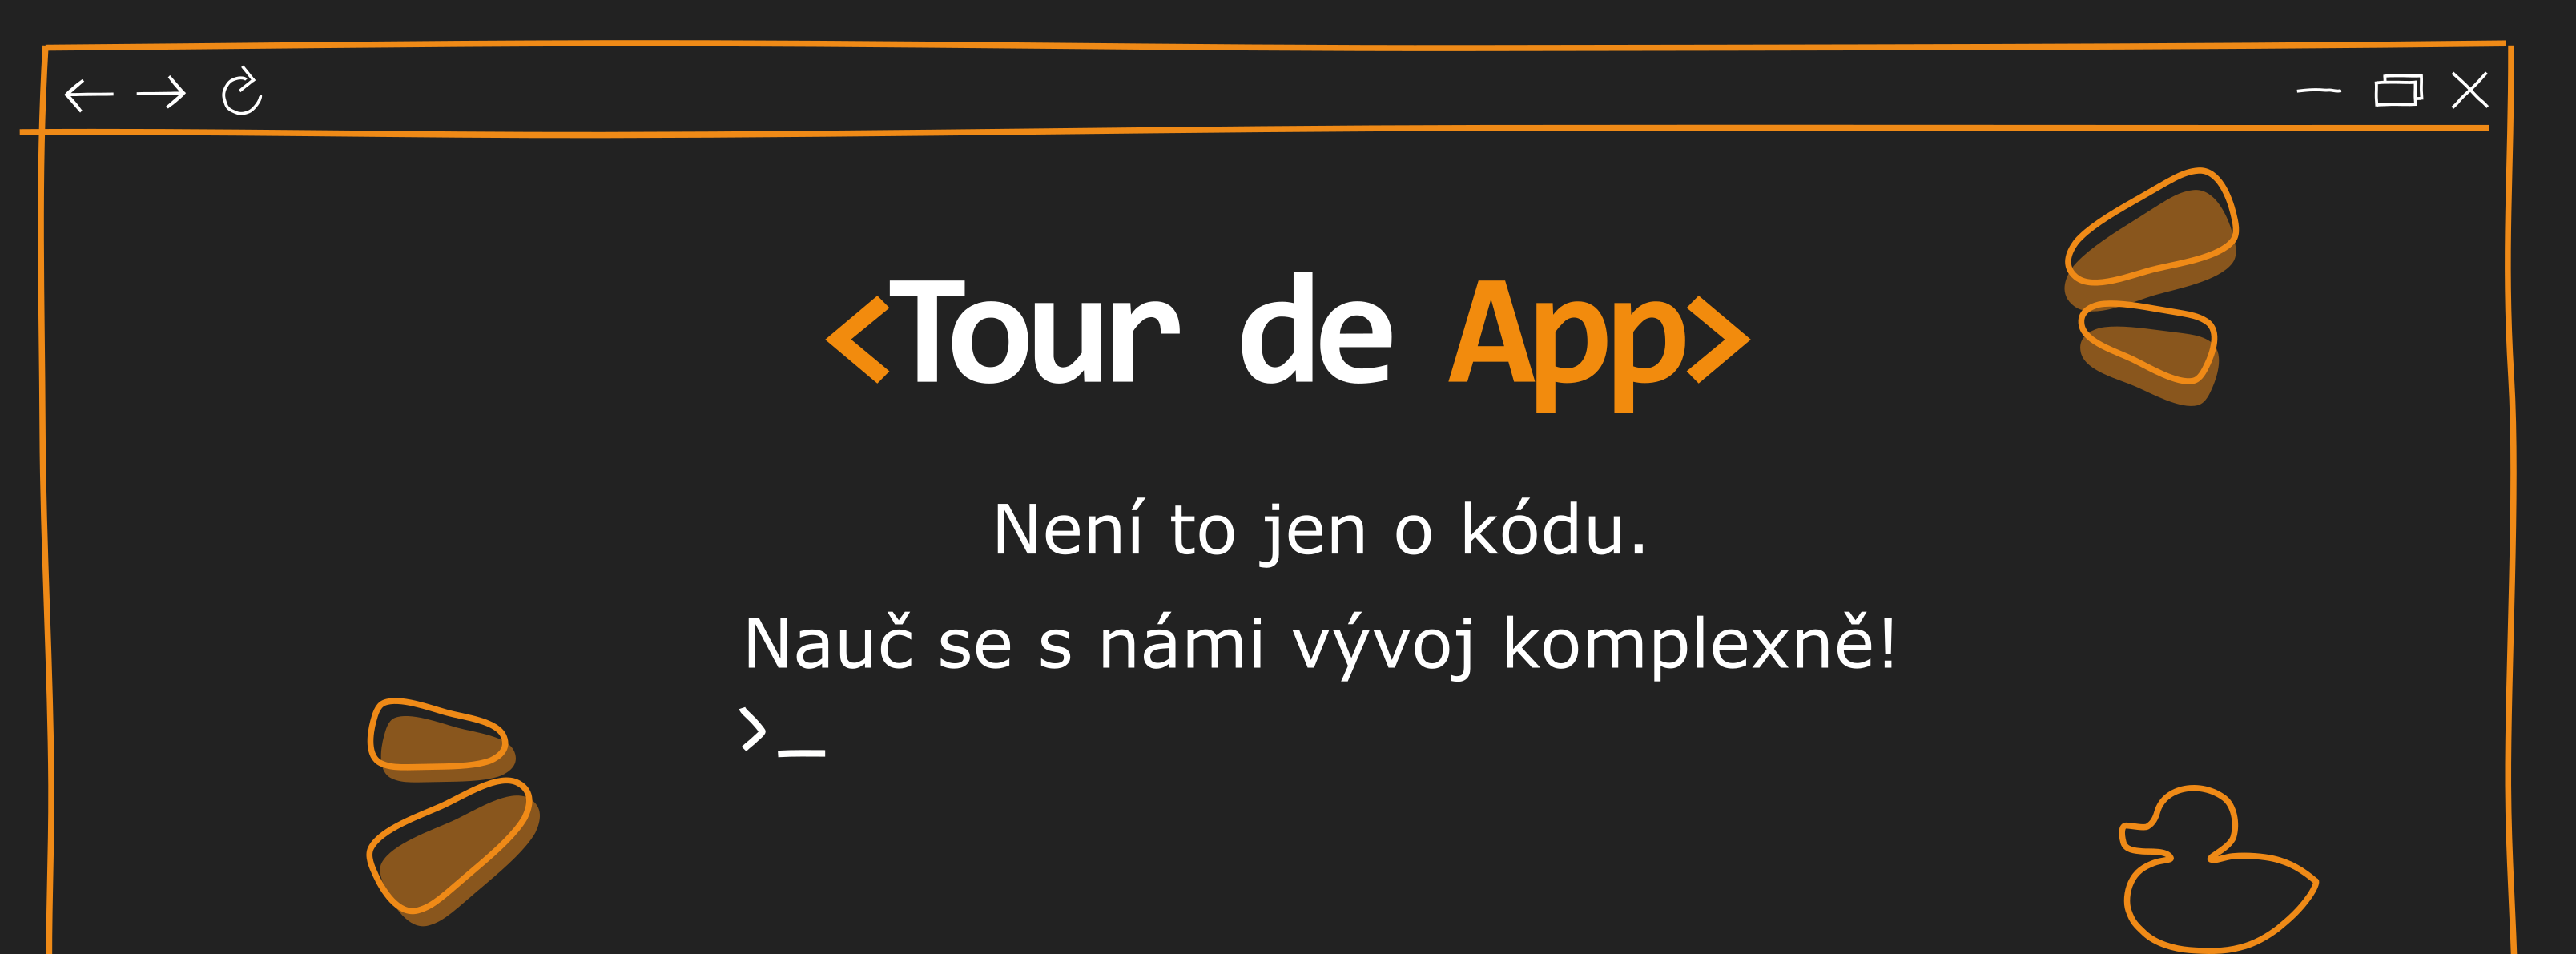 <Tour de App>
Není to jen o kódu.
Nauč se s námi vývoj komplexně!
>_